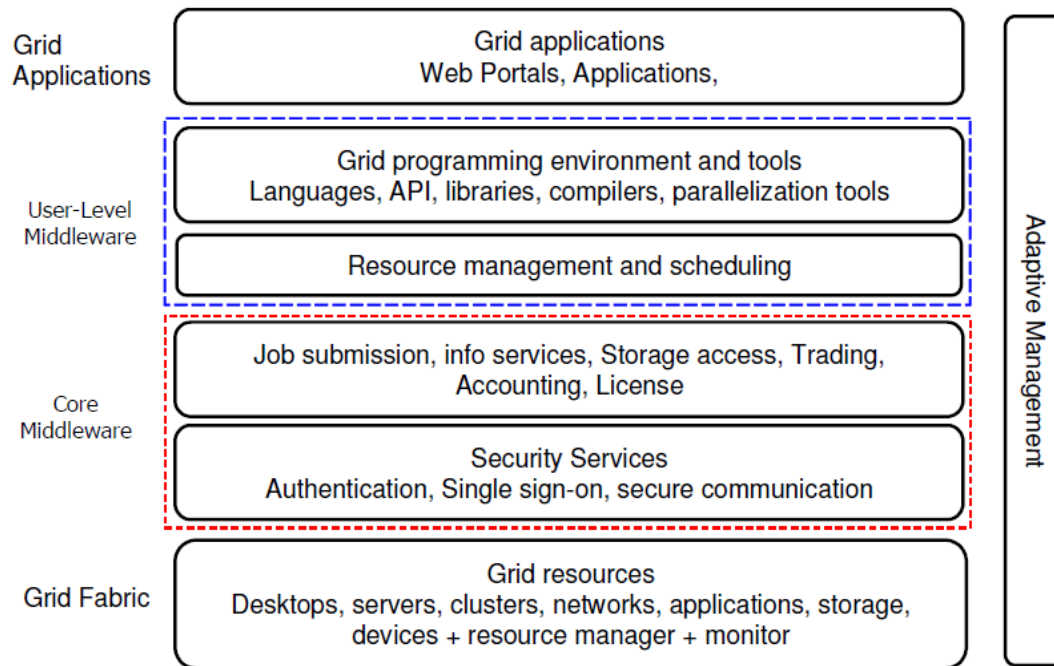 Grid
Applications
Grid applications
Web Portals, Applications,
User-Level
Middleware
Grid programming environment and tools
Languages, API, libraries, compilers, parallelization tools
Resource management and scheduling
Core
Middleware
Job submission, info services, Storage access, Trading,
Accounting, License
Security Services
Authentication, Single sign-on, secure communication
Grid Fabric
Grid resources
Desktops, servers, clusters, networks, applications, storage,
devices + resource manager + monitor
Adaptive Management